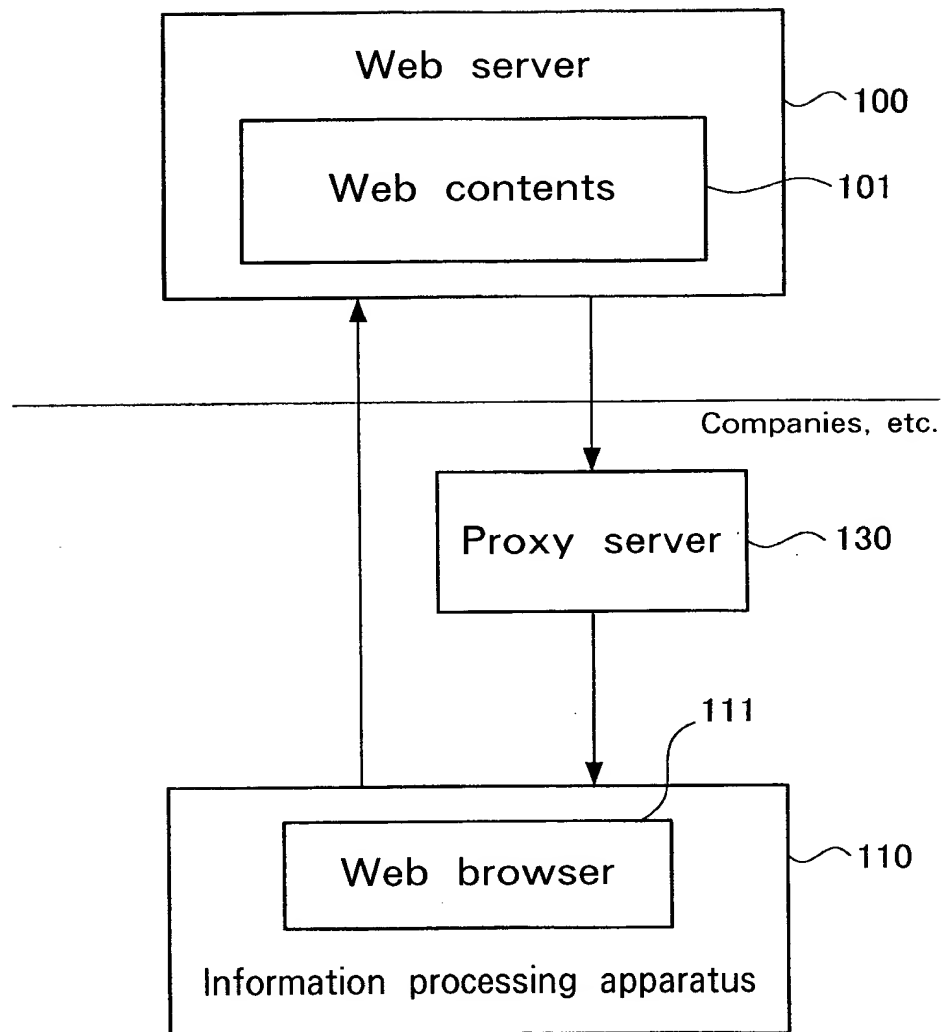 Web server
100
Web contents
101
Companies, etc.
Proxy server
130
111
Web browser
110
Information processing apparatus